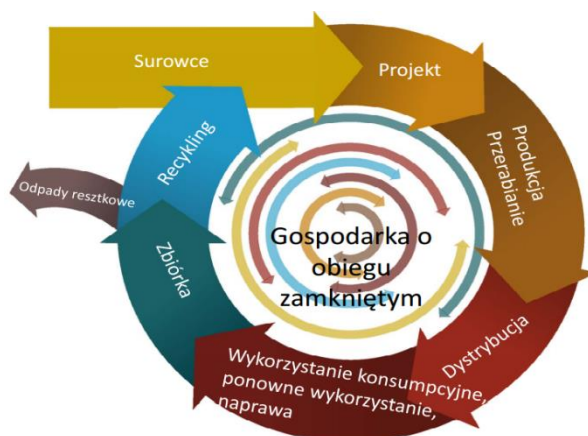 Surowce
Projekt
Produkcja
Przerabianie
Dystrybucja
Wykorzystanie konsumpcyjne,
ponowne wykorzystanie,
naprawa
Zbiórka
Recykling
Odpady resztkowe
Gospodarka o
obiegu
zamkniętym